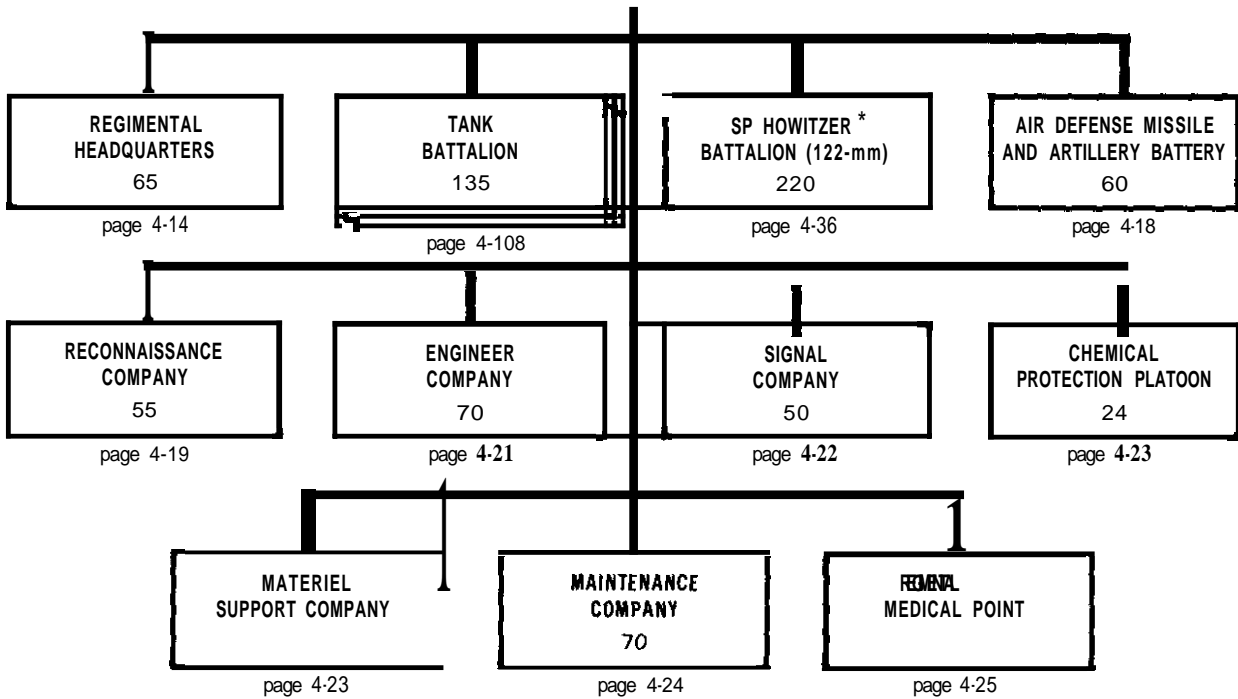 REGIMENTAL
HEADQUARTERS
65
page 4-14
TANK
BATTALION
135
page 4-108
SP HOWITZER *
BATTALION (122-mm)
220
page 4-36
AIR DEFENSE MISSILE
AND ARTILLERY BATTERY
60
page 4-18
RECONNAISSANCE
COMPANY
55
page 4-19
ENGINEER
COMPANY
70
page 4-21
SIGNAL
COMPANY
50
page 4-22
CHEMICAL
PROTECTION PLATOON
24
page 4-23
MATERIEL
SUPPORT COMPANY
page 4-23
MAINTENANCE
COMPANY
70
page 4-24
MEDICAL POINT
page 4-25